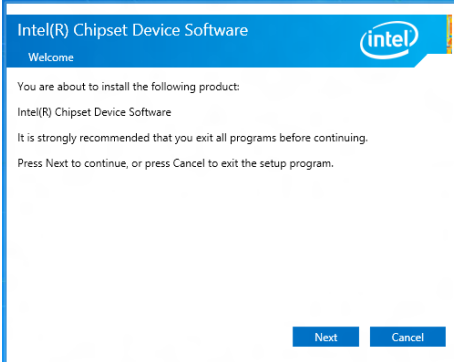 Intel(R) Chipset Device Software
intel
Welcome
You are about to install the following product:
Intel(R) Chipset Device Software
It is strongly recommended that you exit all programs before continuing.
Press Next to continue, or press Cancel to exit the setup program.
Next Cancel